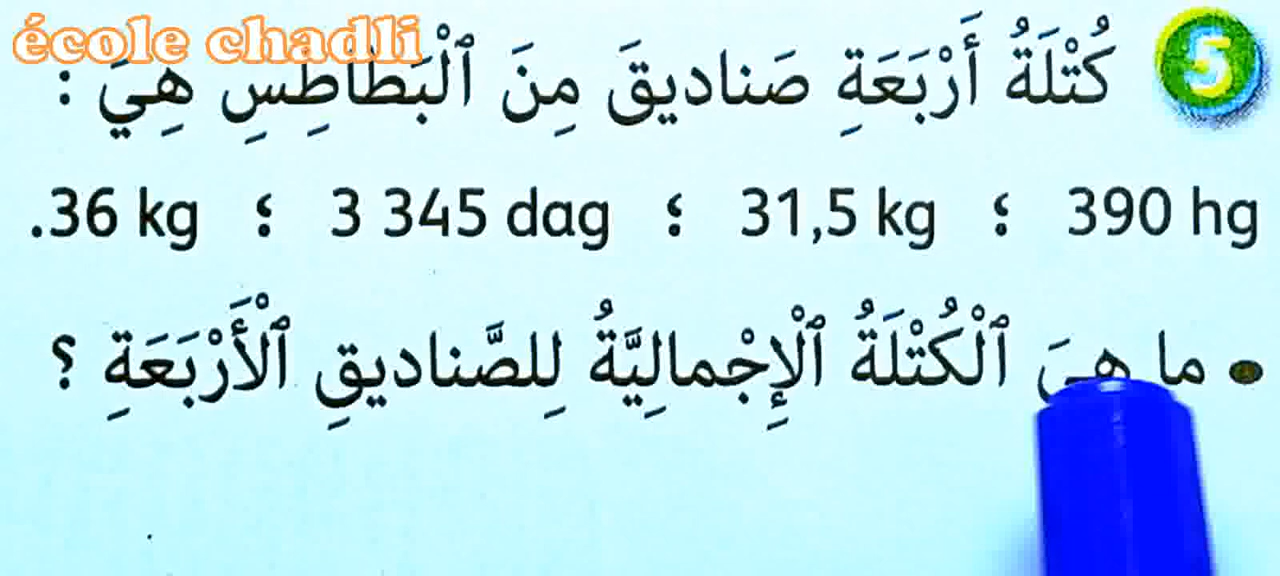 école chadli
5 كُتْلَةُ أَرْبَعَةِ صَناديقَ مِنَ ٱلْبَطاطِسِ هِيَ :
390 hg ؛ 31,5 kg ؛ 3 345 dag ؛ 36 kg.
• ما هِيَ ٱلْكُتْلَةُ ٱلْإِجْمالِيَّةُ لِلصَّناديقِ ٱلْأَرْبَعَةِ ؟